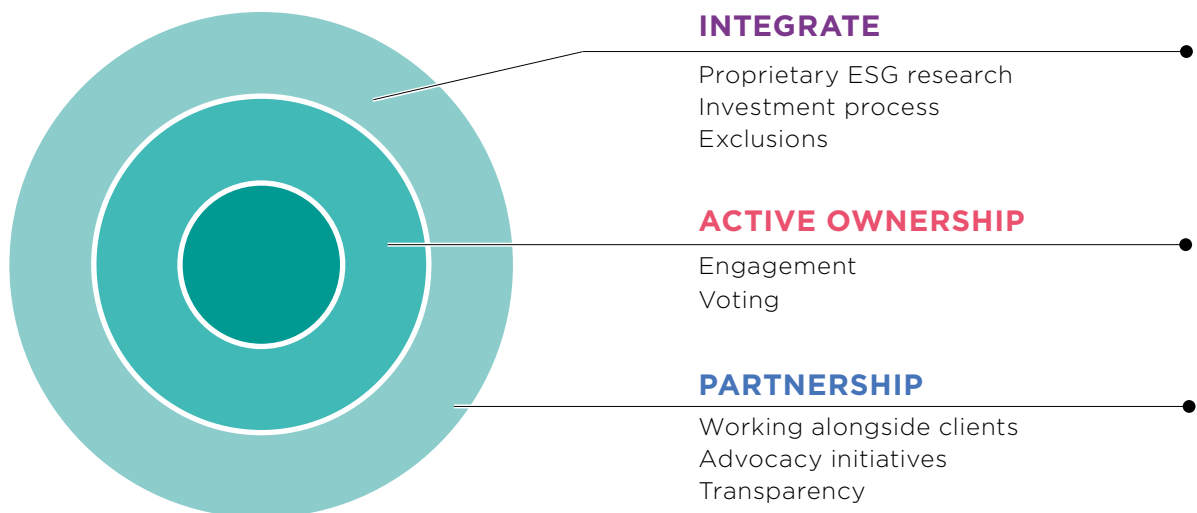 INTEGRATE
Proprietary ESG research
Investment process
Exclusions
ACTIVE OWNERSHIP
Engagement
Voting
PARTNERSHIP
Working alongside clients
Advocacy initiatives
Transparency